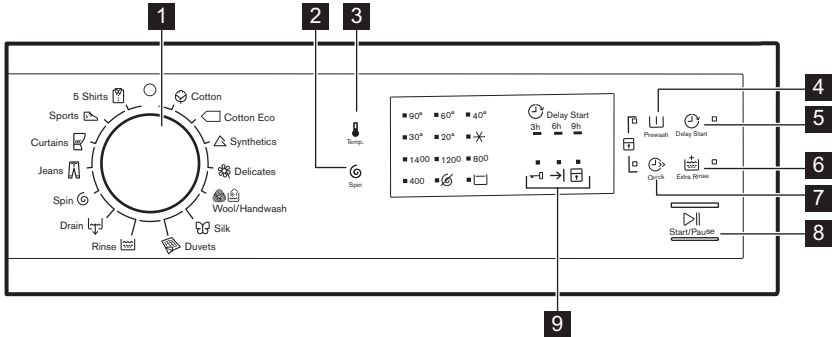 1
2
3
4
5
6
7
8
9
5 Shirts
Sports
Curtains
Jeans
Spin
Drain
Rinse
Cotton
Cotton Eco
Synthetics
Delicates
Wool/Handwash
Silk
Duvets
Temp.
Spin
90° 60° 40°
30° 20°
1400 1200 800
400
Delay Start
3h 6h 9h
Prewash
Delay Start
Quick
Extra Rinse
Start/Pause